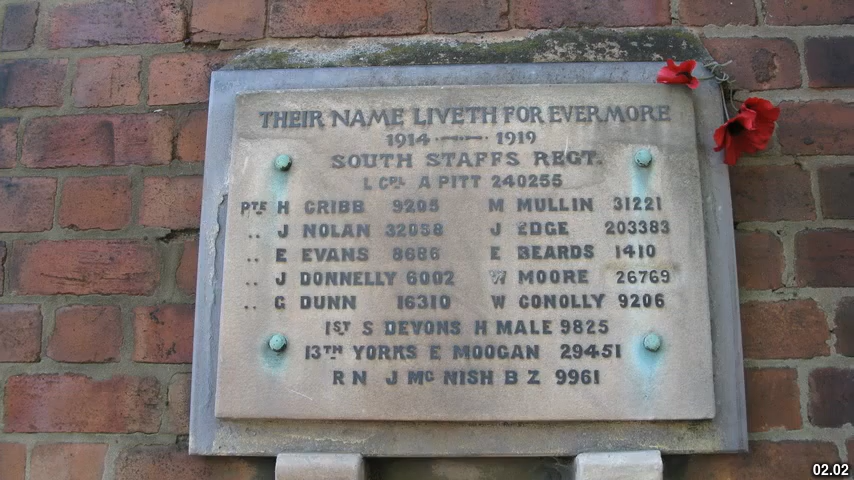 THEIR NAME LIVETH FOR EVERMORE
1914 - 1919
SOUTH STAFFS REGT.
L CPL A PITT 240255
PTE H CRIBB 9205 M MULLIN 31221
.. J NOLAN 32058 J EDGE 203383
.. E EVANS 8686 E BEARDS 1410
.. J DONNELLY 6002 W MOORE 26769
.. G DUNN 16310 W CONOLLY 9206
1ST S DEVONS H MALE 9825
13TH YORKS E MOOGAN 29451
R N J MC NISH B Z 9961
02.02